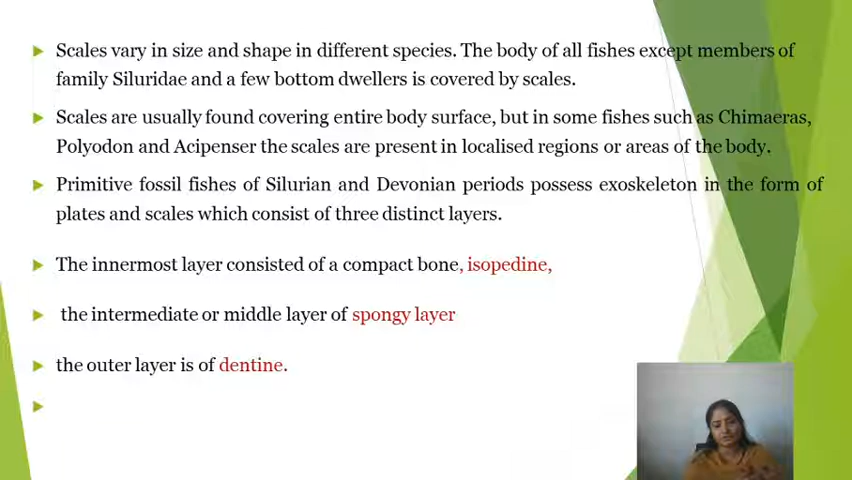 Scales vary in size and shape in different species. The body of all fishes except members of
family Siluridae and a few bottom dwellers is covered by scales.
Scales are usually found covering entire body surface, but in some fishes such as Chimaeras,
Polyodon and Acipenser the scales are present in localised regions or areas of the body.
Primitive fossil fishes of Silurian and Devonian periods possess exoskeleton in the form of
plates and scales which consist of three distinct layers.
The innermost layer consisted of a compact bone, isopedine,
the intermediate or middle layer of spongy layer
the outer layer is of dentine.